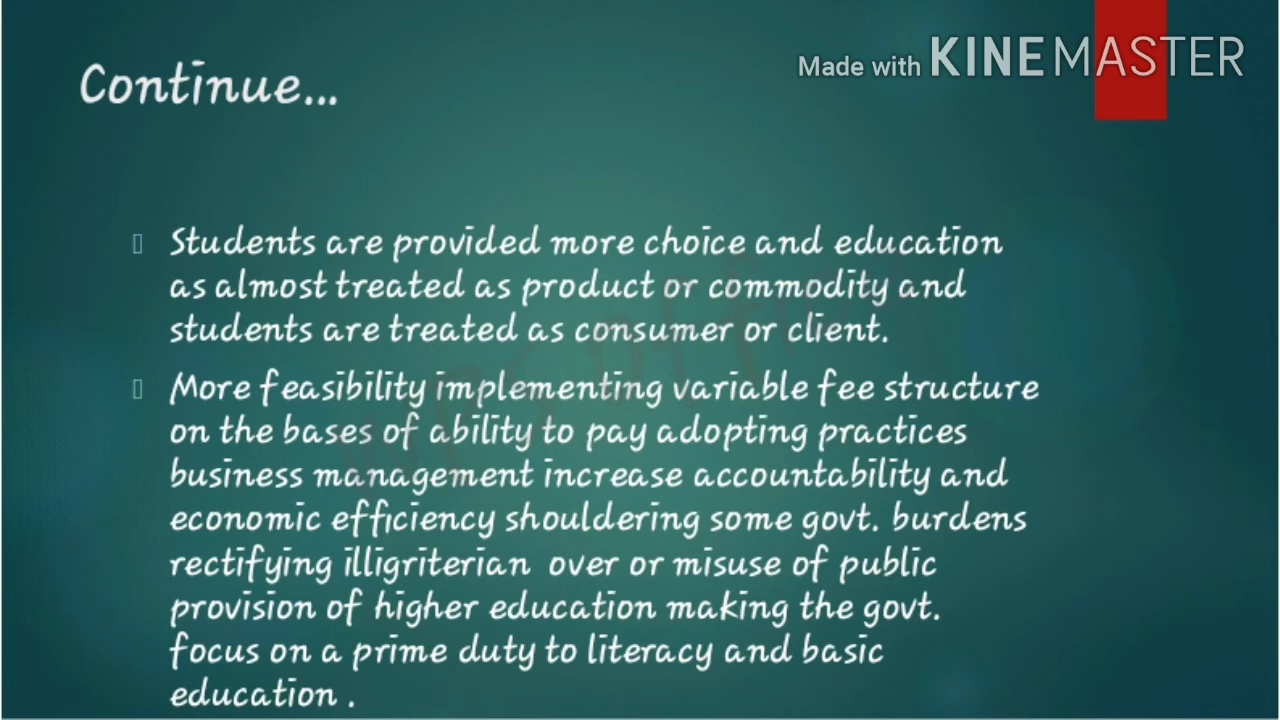 Continue...
Made with KINEMASTER
Students are provided more choice and education
as almost treated as product or commodity and
students are treated as consumer or client.
More feasibility implementing variable fee structure
on the bases of ability to pay adopting practices
business management increase accountability and
economic efficiency shouldering some govt. burdens
rectifying illigriterian over or misuse of public
provision of higher education making the govt.
focus on a prime duty to literacy and basic
education .